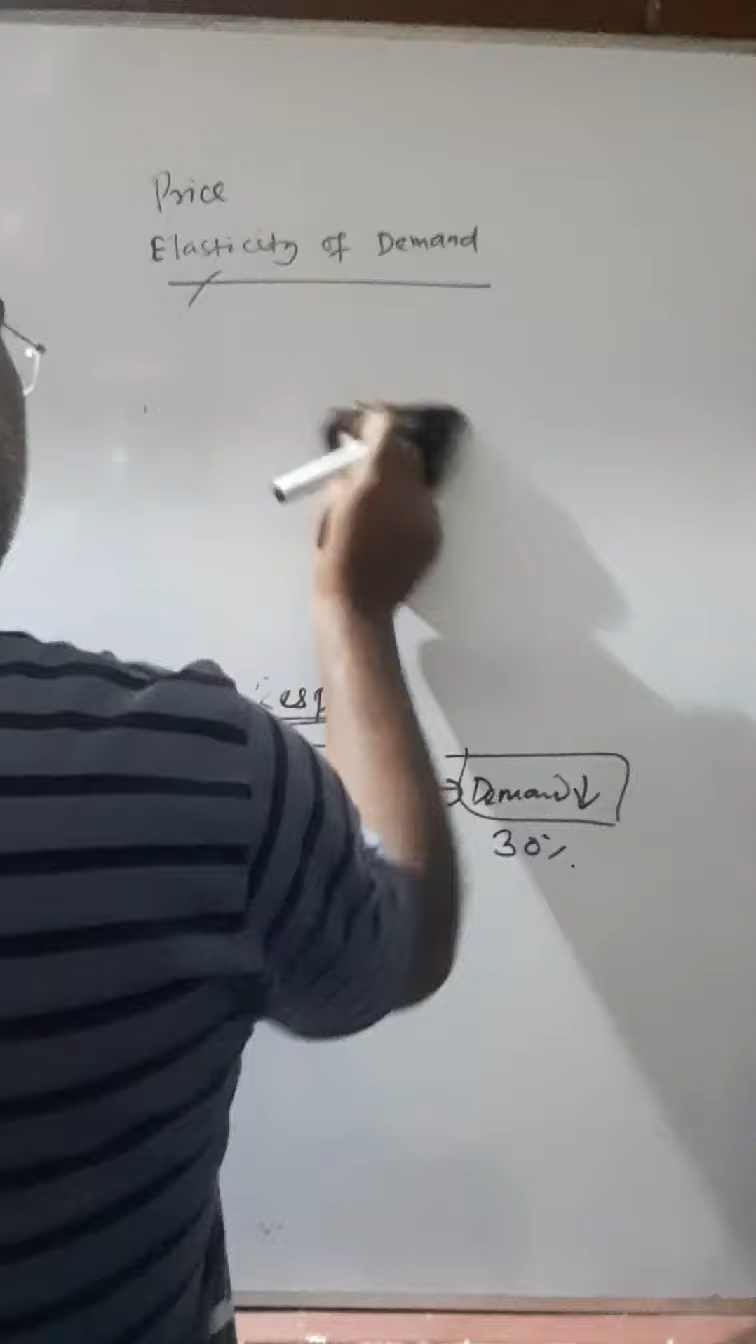 Price
Elasticity of Demand
Demand↓
30%